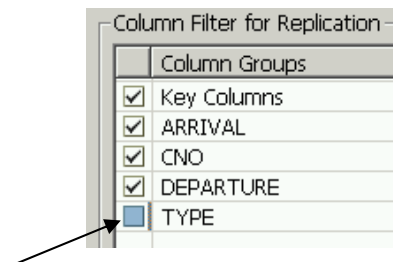 Column Filter for Replication
Column Groups
Key Columns
ARRIVAL
CNO
DEPARTURE
TYPE